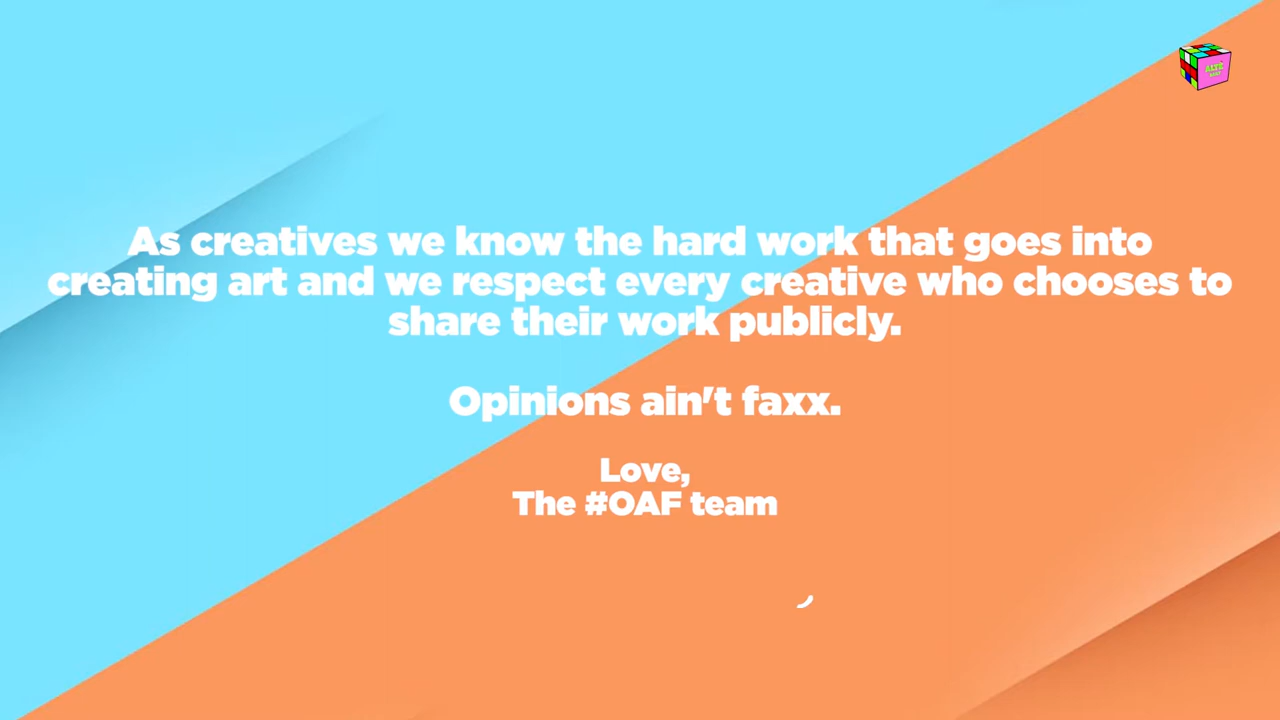 As creatives we know the hard work that goes into
creating art and we respect every creative who chooses to
share their work publicly.
Opinions ain't faxx.
Love,
The #OAF team